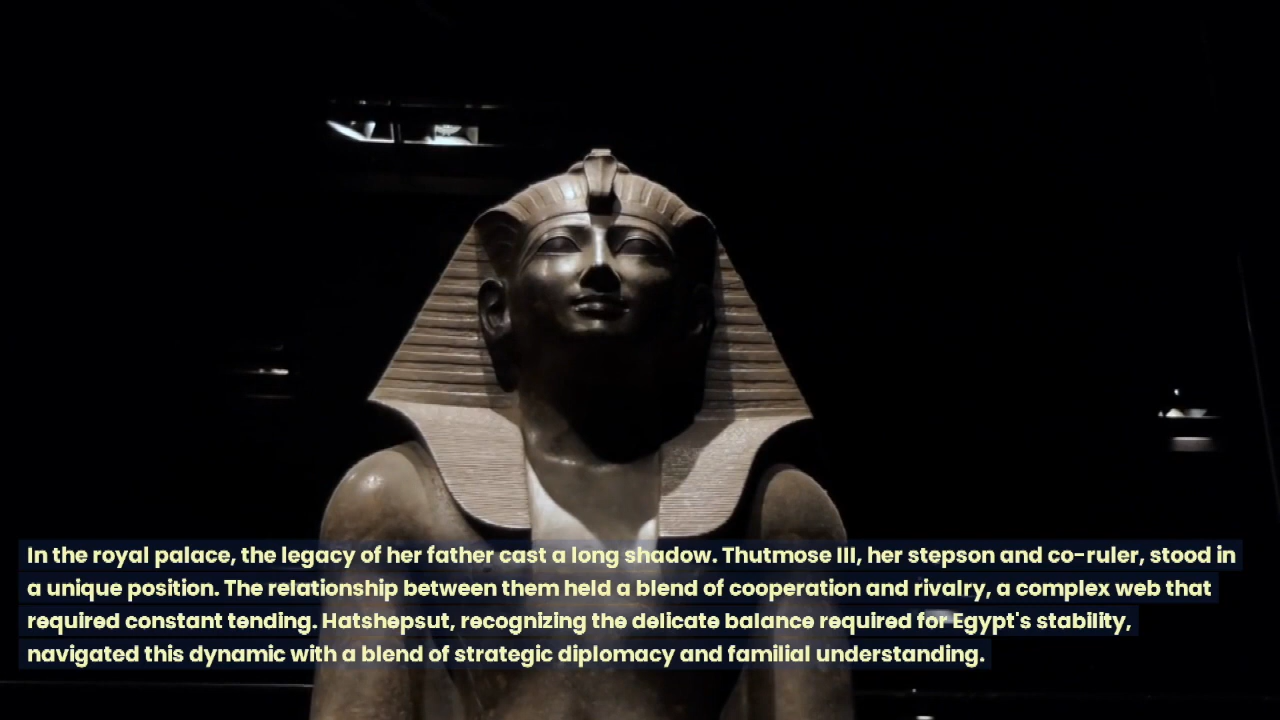 In the royal palace, the legacy of her father cast a long shadow. Thutmose III, her stepson and co-ruler, stood in
a unique position. The relationship between them held a blend of cooperation and rivalry, a complex web that
required constant tending. Hatshepsut, recognizing the delicate balance required for Egypt's stability,
navigated this dynamic with a blend of strategic diplomacy and familial understanding.